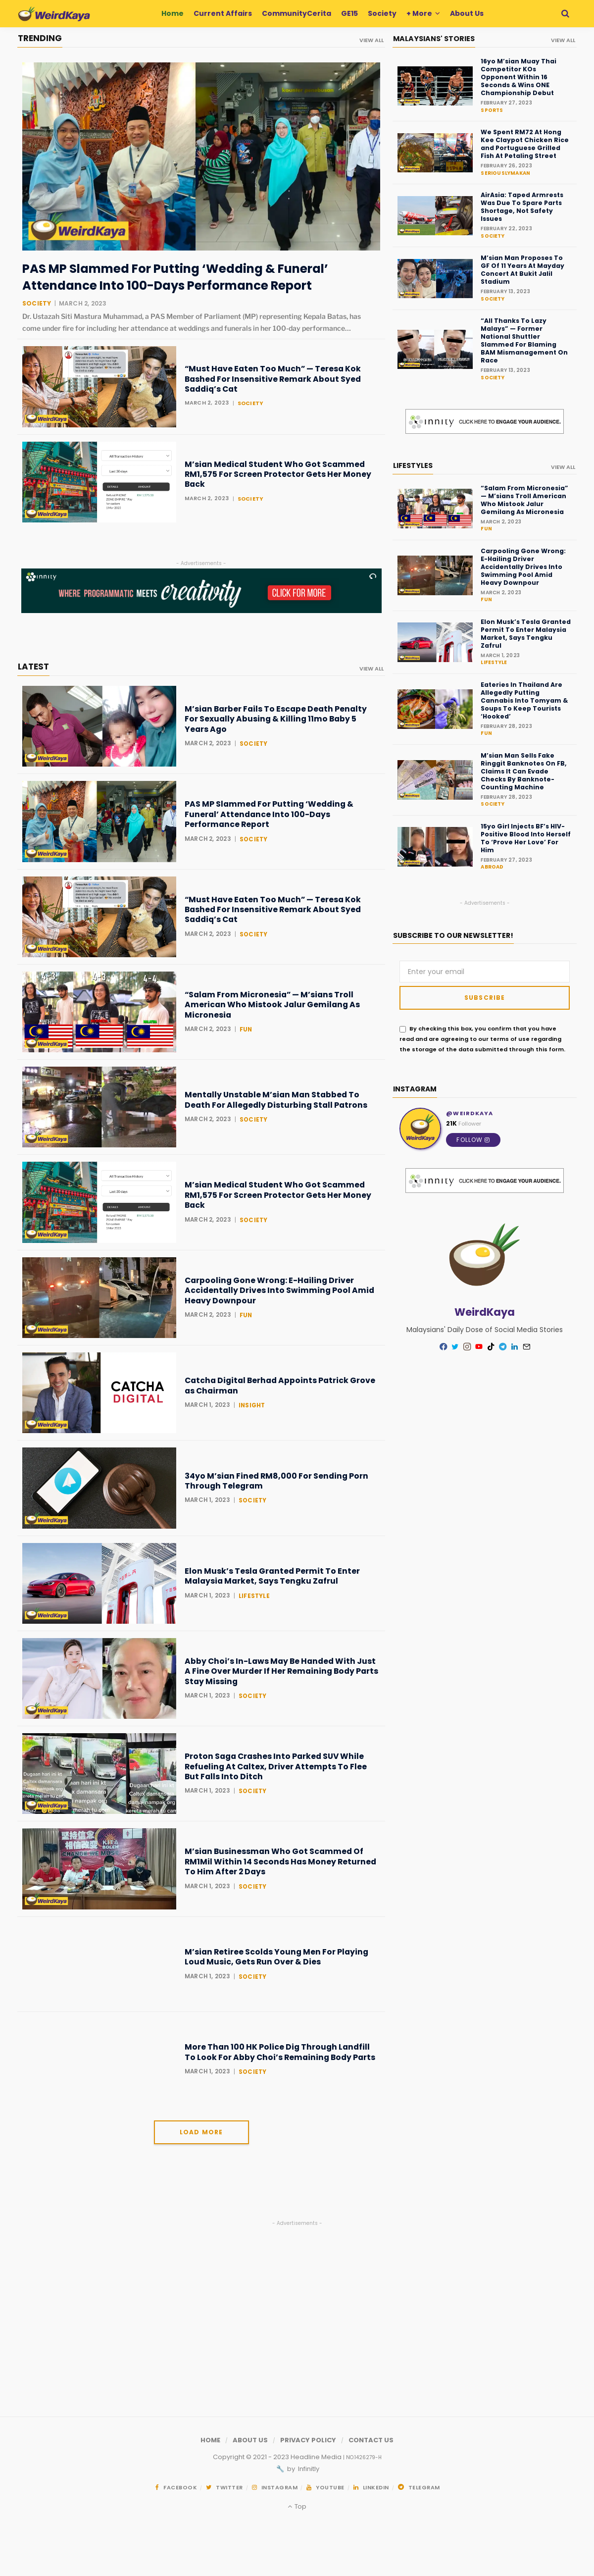 WeirdKaya
Home Current Affairs CommunityCerita GE15 Society + More About Us
TRENDING
VIEW ALL
WeirdKaya
PAS MP Slammed For Putting ‘Wedding & Funeral’
Attendance Into 100-Days Performance Report
SOCIETY | MARCH 2, 2023
Dr. Ustazah Siti Mastura Muhammad, a PAS Member of Parliament (MP) representing Kepala Batas, has
come under fire for including her attendance at weddings and funerals in her 100-day performance...
WeirdKaya
“Must Have Eaten Too Much” — Teresa Kok
Bashed For Insensitive Remark About Syed
Saddiq’s Cat
MARCH 2, 2023 | SOCIETY
WeirdKaya
M’sian Medical Student Who Got Scammed
RM1,575 For Screen Protector Gets Her Money
Back
MARCH 2, 2023 | SOCIETY
- Advertisements -
innity
WHERE PROGRAMMATIC MEETS creativity CLICK FOR MORE
LATEST
VIEW ALL
WeirdKaya
M’sian Barber Fails To Escape Death Penalty
For Sexually Abusing & Killing 11mo Baby 5
Years Ago
MARCH 2, 2023 | SOCIETY
WeirdKaya
PAS MP Slammed For Putting ‘Wedding &
Funeral’ Attendance Into 100-Days
Performance Report
MARCH 2, 2023 | SOCIETY
WeirdKaya
“Must Have Eaten Too Much” — Teresa Kok
Bashed For Insensitive Remark About Syed
Saddiq’s Cat
MARCH 2, 2023 | SOCIETY
WeirdKaya
“Salam From Micronesia” — M’sians Troll
American Who Mistook Jalur Gemilang As
Micronesia
MARCH 2, 2023 | FUN
WeirdKaya
Mentally Unstable M’sian Man Stabbed To
Death For Allegedly Disturbing Stall Patrons
MARCH 2, 2023 | SOCIETY
WeirdKaya
M’sian Medical Student Who Got Scammed
RM1,575 For Screen Protector Gets Her Money
Back
MARCH 2, 2023 | SOCIETY
WeirdKaya
Carpooling Gone Wrong: E-Hailing Driver
Accidentally Drives Into Swimming Pool Amid
Heavy Downpour
MARCH 2, 2023 | FUN
CATCHA
DIGITAL
Catcha Digital Berhad Appoints Patrick Grove
as Chairman
MARCH 1, 2023 | INSIGHT
WeirdKaya
34yo M’sian Fined RM8,000 For Sending Porn
Through Telegram
MARCH 1, 2023 | SOCIETY
WeirdKaya
Elon Musk’s Tesla Granted Permit To Enter
Malaysia Market, Says Tengku Zafrul
MARCH 1, 2023 | LIFESTYLE
WeirdKaya
Abby Choi’s In-Laws May Be Handed With Just
A Fine Over Murder If Her Remaining Body Parts
Stay Missing
MARCH 1, 2023 | SOCIETY
WeirdKaya
Proton Saga Crashes Into Parked SUV While
Refueling At Caltex, Driver Attempts To Flee
But Falls Into Ditch
MARCH 1, 2023 | SOCIETY
WeirdKaya
M’sian Businessman Who Got Scammed Of
RM1Mil Within 14 Seconds Has Money Returned
To Him After 2 Days
MARCH 1, 2023 | SOCIETY
M’sian Retiree Scolds Young Men For Playing
Loud Music, Gets Run Over & Dies
MARCH 1, 2023 | SOCIETY
More Than 100 HK Police Dig Through Landfill
To Look For Abby Choi’s Remaining Body Parts
MARCH 1, 2023 | SOCIETY
LOAD MORE
MALAYSIANS' STORIES
VIEW ALL
16yo M’sian Muay Thai
Competitor KOs
Opponent Within 16
Seconds & Wins ONE
Championship Debut
FEBRUARY 27, 2023
SPORTS
We Spent RM72 At Hong
Kee Claypot Chicken Rice
and Portuguese Grilled
Fish At Petaling Street
FEBRUARY 26, 2023
SERIOUSLYMAKAN
AirAsia: Taped Armrests
Was Due To Spare Parts
Shortage, Not Safety
Issues
FEBRUARY 22, 2023
SOCIETY
M’sian Man Proposes To
GF Of 11 Years At Mayday
Concert At Bukit Jalil
Stadium
FEBRUARY 13, 2023
SOCIETY
“All Thanks To Lazy
Malays” — Former
National Shuttler
Slammed For Blaming
BAM Mismanagement On
Race
FEBRUARY 13, 2023
SOCIETY
innity CLICK HERE TO ENGAGE YOUR AUDIENCE.
LIFESTYLES
VIEW ALL
“Salam From Micronesia”
— M’sians Troll American
Who Mistook Jalur
Gemilang As Micronesia
MARCH 2, 2023
FUN
Carpooling Gone Wrong:
E-Hailing Driver
Accidentally Drives Into
Swimming Pool Amid
Heavy Downpour
MARCH 2, 2023
FUN
Elon Musk’s Tesla Granted
Permit To Enter Malaysia
Market, Says Tengku
Zafrul
MARCH 1, 2023
LIFESTYLE
Eateries In Thailand Are
Allegedly Putting
Cannabis Into Tomyam &
Soups To Keep Tourists
‘Hooked’
FEBRUARY 28, 2023
FUN
M’sian Man Sells Fake
Ringgit Banknotes On FB,
Claims It Can Evade
Checks By Banknote-
Counting Machine
FEBRUARY 28, 2023
SOCIETY
15yo Girl Injects BF’s HIV-
Positive Blood Into Herself
To ‘Prove Her Love’ For
Him
FEBRUARY 27, 2023
ABROAD
- Advertisements -
SUBSCRIBE TO OUR NEWSLETTER!
Enter your email
SUBSCRIBE
By checking this box, you confirm that you have
read and are agreeing to our terms of use regarding
the storage of the data submitted through this form.
INSTAGRAM
WeirdKaya
@WEIRDKAYA
21K Follower
FOLLOW
innity CLICK HERE TO ENGAGE YOUR AUDIENCE.
WeirdKaya
Malaysians' Daily Dose of Social Media Stories
- Advertisements -
HOME / ABOUT US / PRIVACY POLICY / CONTACT US
Copyright © 2021 - 2023 Headline Media | NO.1426279-H
🔧 by Infinitly
FACEBOOK / TWITTER / INSTAGRAM / YOUTUBE / LINKEDIN / TELEGRAM
Top